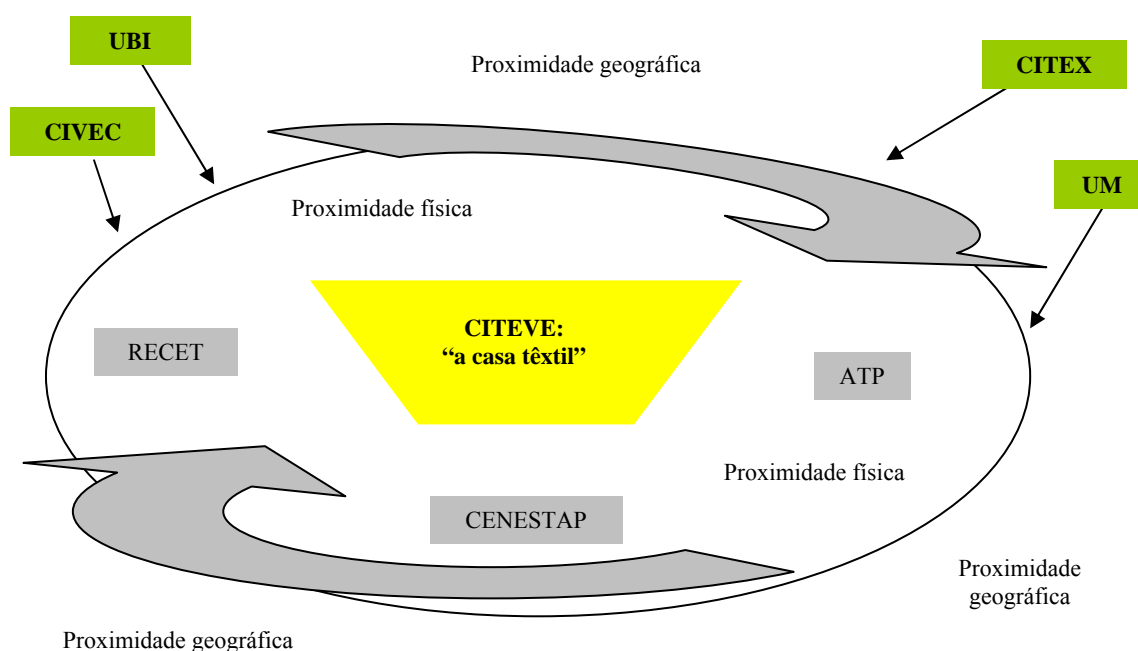 UBI
Proximidade geográfica
CITEX
CIVEC
UM
Proximidade física
CITEVE:
“a casa têxtil”
RECET
ATP
Proximidade física
CENESTAP
Proximidade
geográfica
Proximidade geográfica